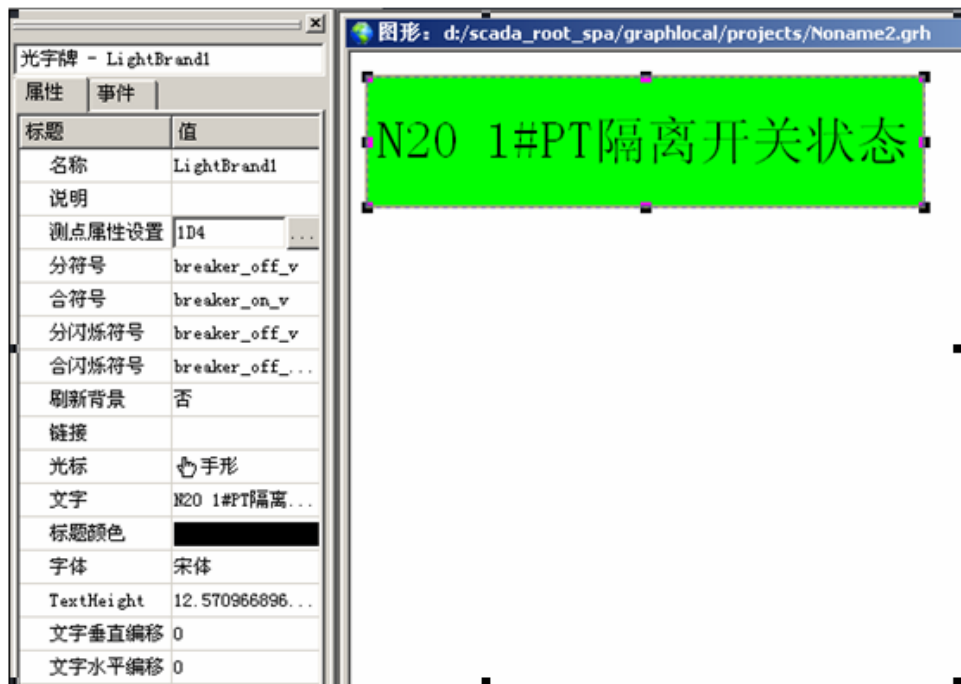 光字牌 - LightBrand1
属性 事件
标题 值
名称 LightBrand1
说明
测点属性设置 1D4 ...
分符号 breaker_off_v
合符号 breaker_on_v
分闪烁符号 breaker_off_v
合闪烁符号 breaker_off_...
刷新背景 否
链接
光标 手形
文字 N20 1#PT隔离...
标题颜色
字体 宋体
TextHeight 12.570966896...
文字垂直编移 0
文字水平编移 0
图形：d:/scada_root_spa/graphlocal/projects/Noname2.grh
N20 1#PT隔离开关状态